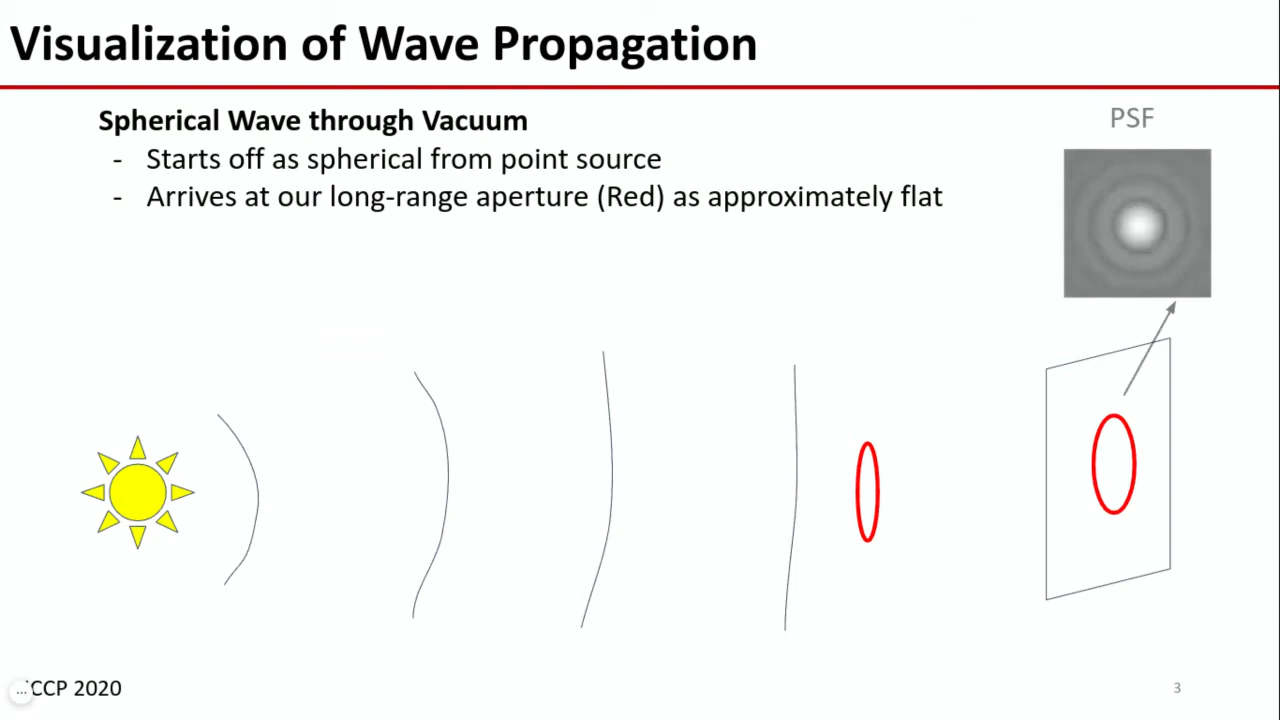 Visualization of Wave Propagation
Spherical Wave through Vacuum
- Starts off as spherical from point source
- Arrives at our long-range aperture (Red) as approximately flat
PSF
CCP 2020
3